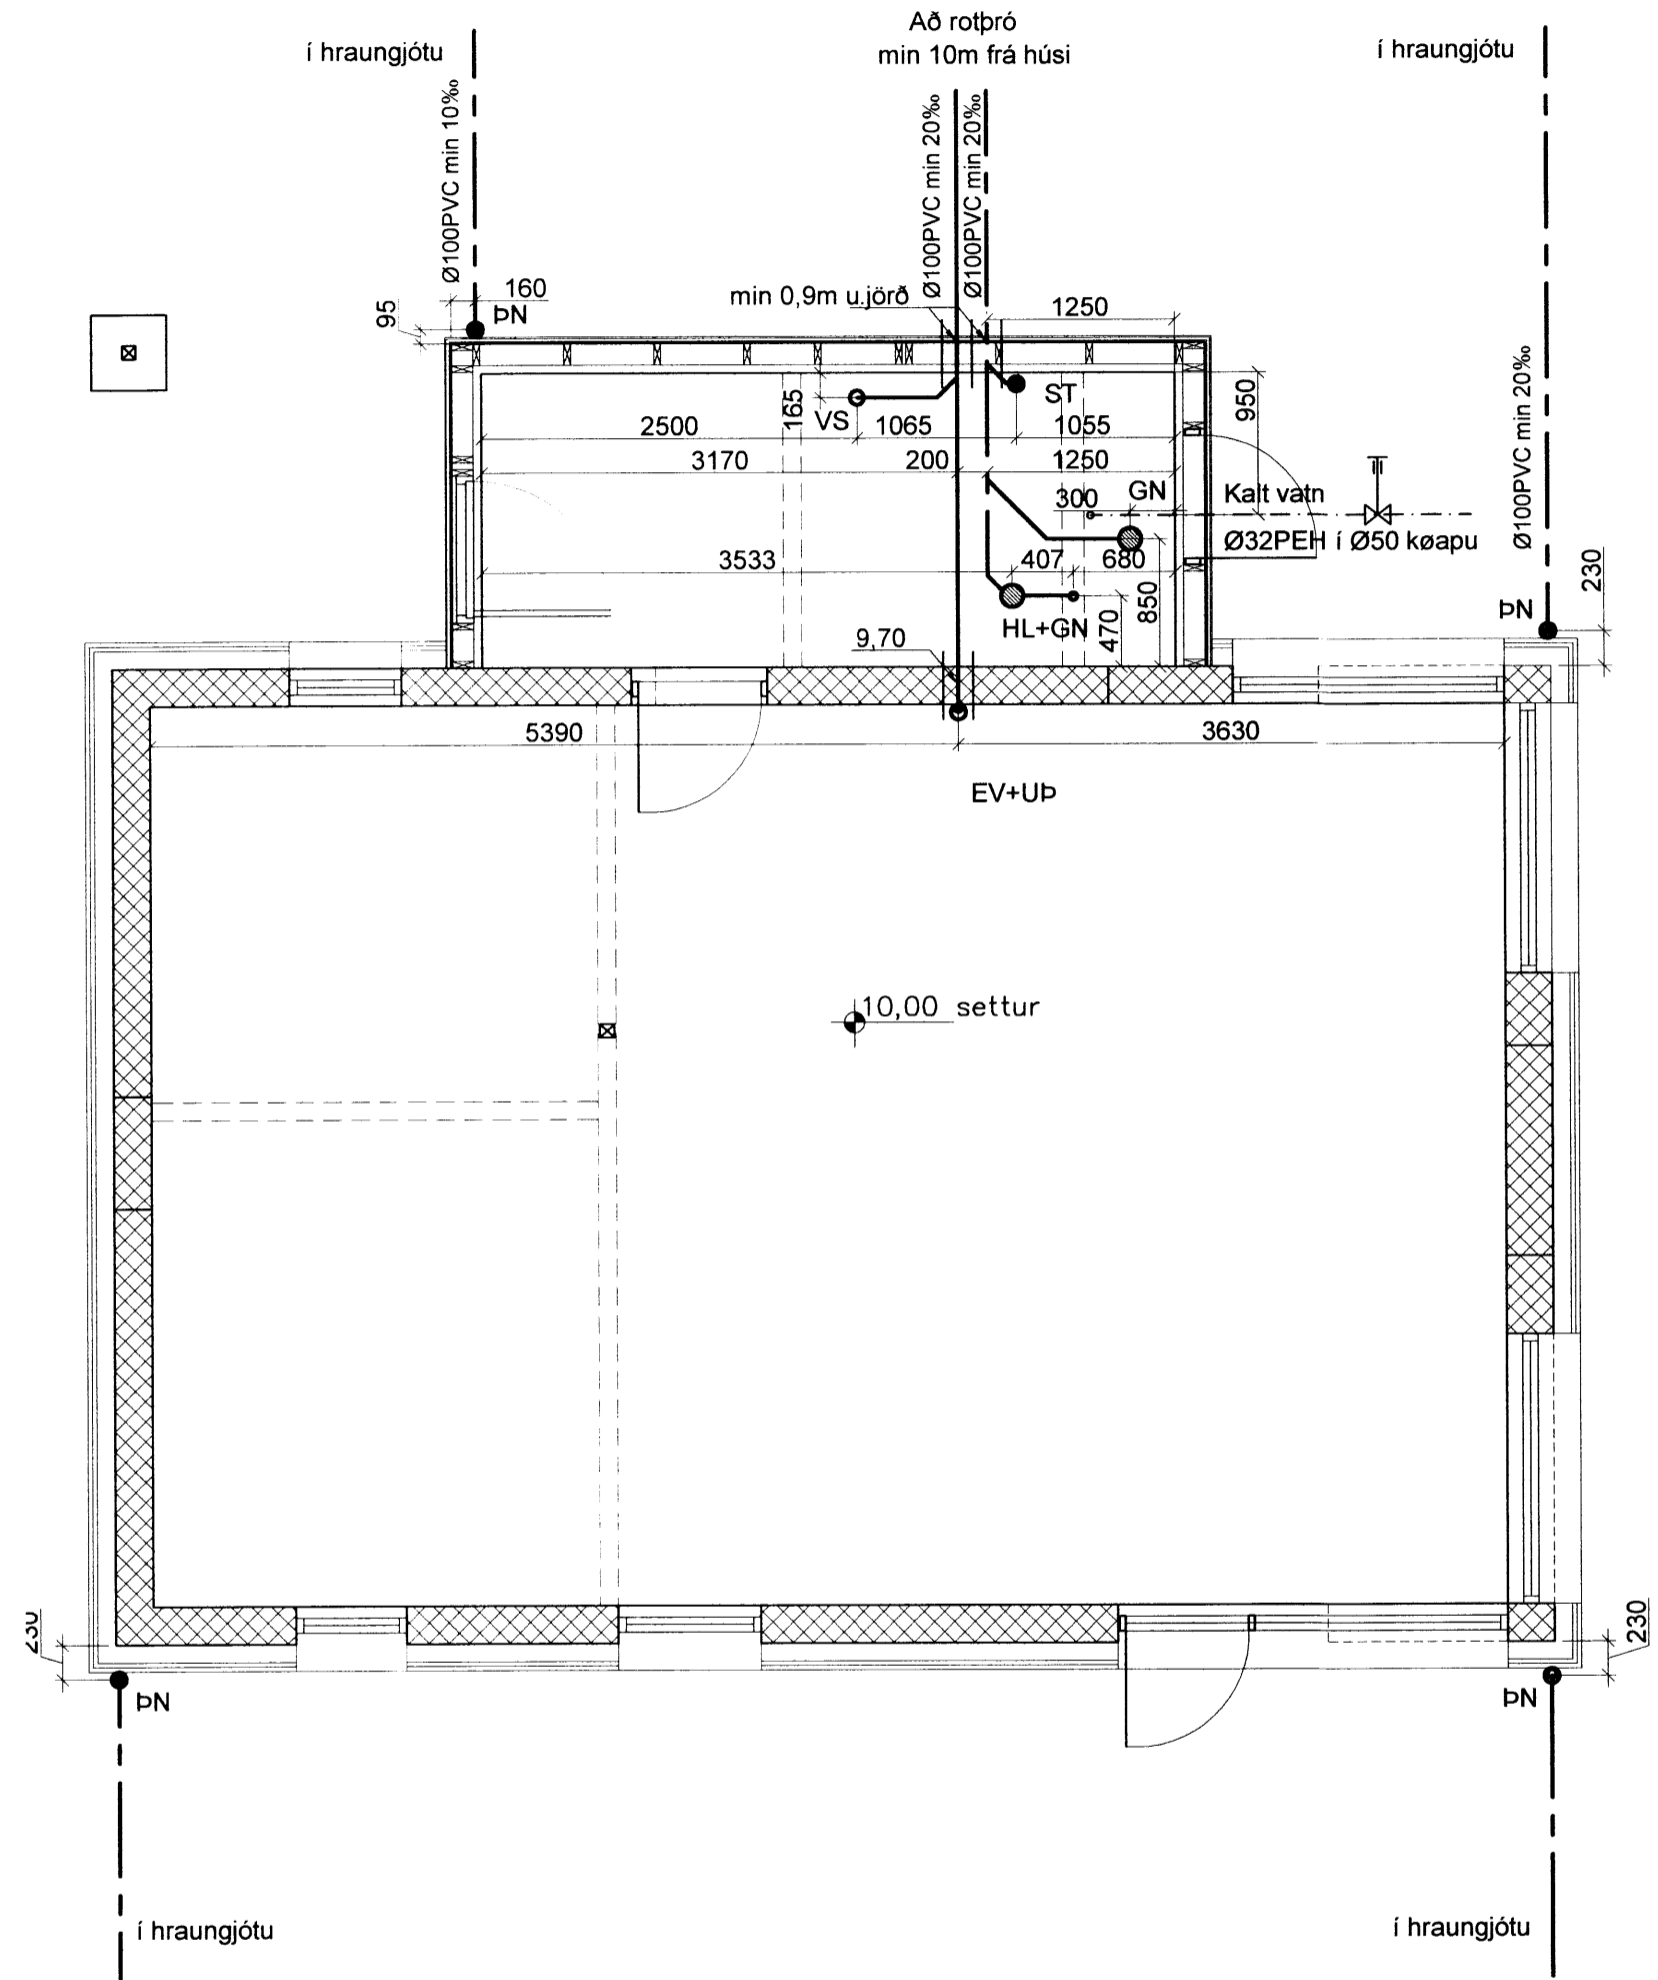 Að rotþró
min 10m frá húsi
í hraungjótu
í hraungjótu
Ø100PVC min 10‰
Ø100PVC min 20‰
Ø100PVC min 20‰
min 0,9m u.jörð
160
95
ÞN
1250
ST
165
VS
950
2500
1065
1055
3170
200
1250
300
GN
Kalt vatn
Ø32PEH í Ø50 køapu
Ø100PVC min 20‰
3533
407
680
850
470
HL+GN
9,70
230
ÞN
5390
3630
EV+UÞ
10,00 settur
230
ÞN
230
ÞN
í hraungjótu
í hraungjótu